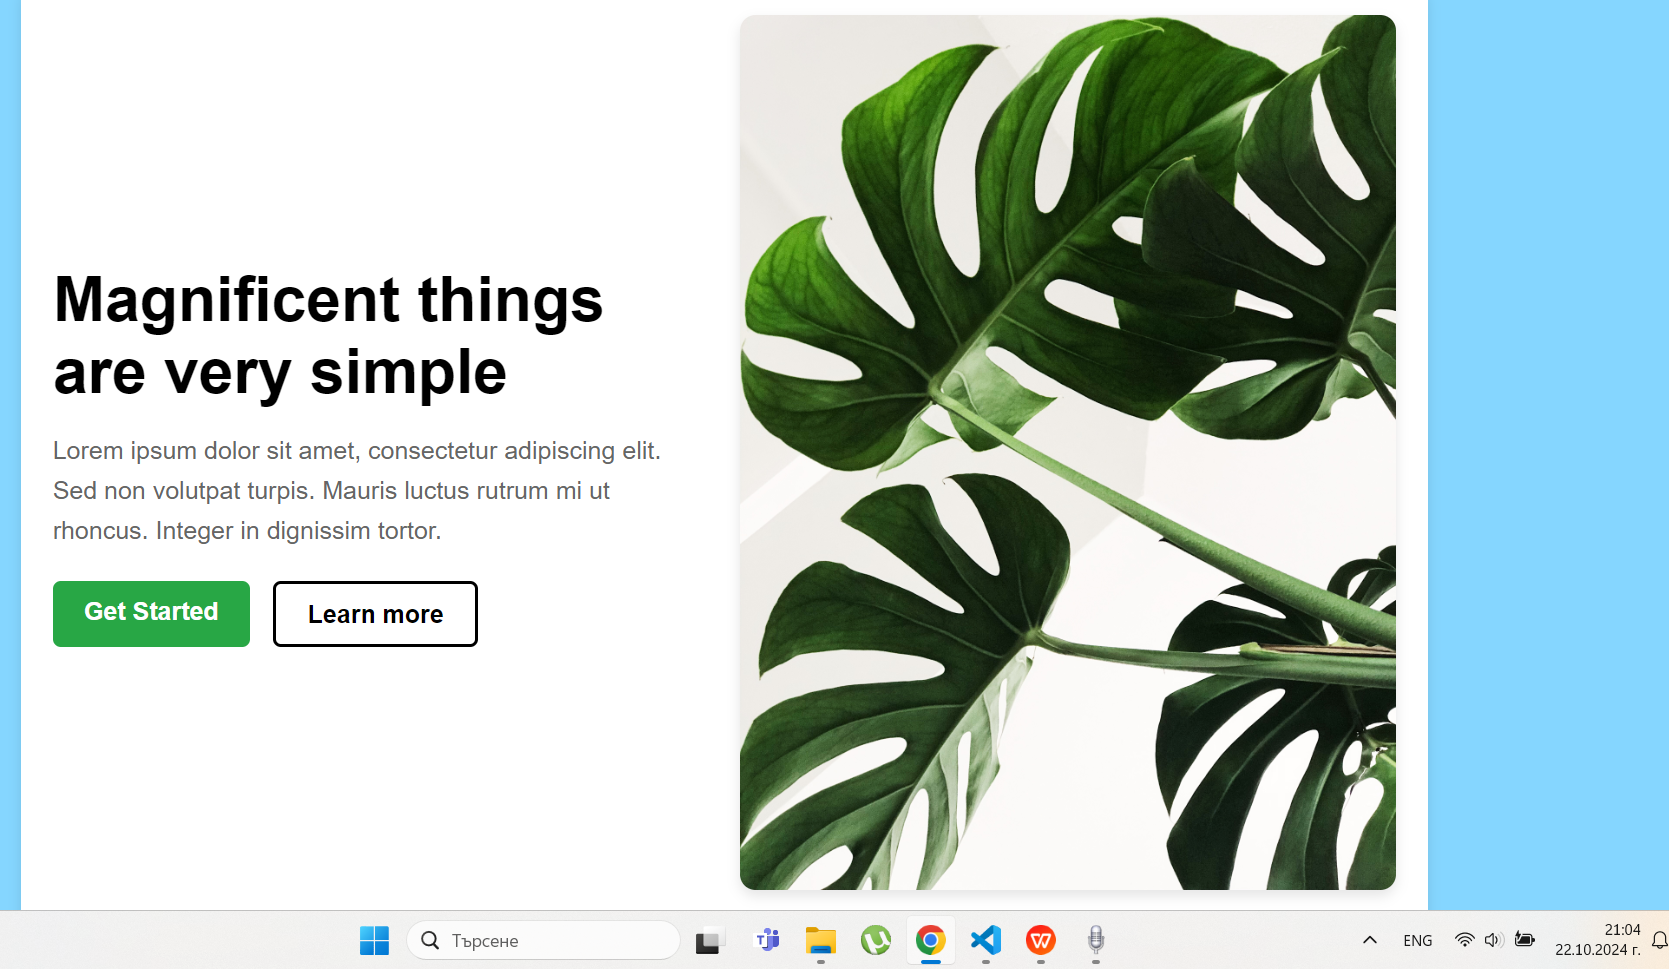 Magnificent things
are very simple
Lorem ipsum dolor sit amet, consectetur adipiscing elit.
Sed non volutpat turpis. Mauris luctus rutrum mi ut
rhoncus. Integer in dignissim tortor.
Get Started
Learn more
Търсене
ENG
21:04
22.10.2024 г.